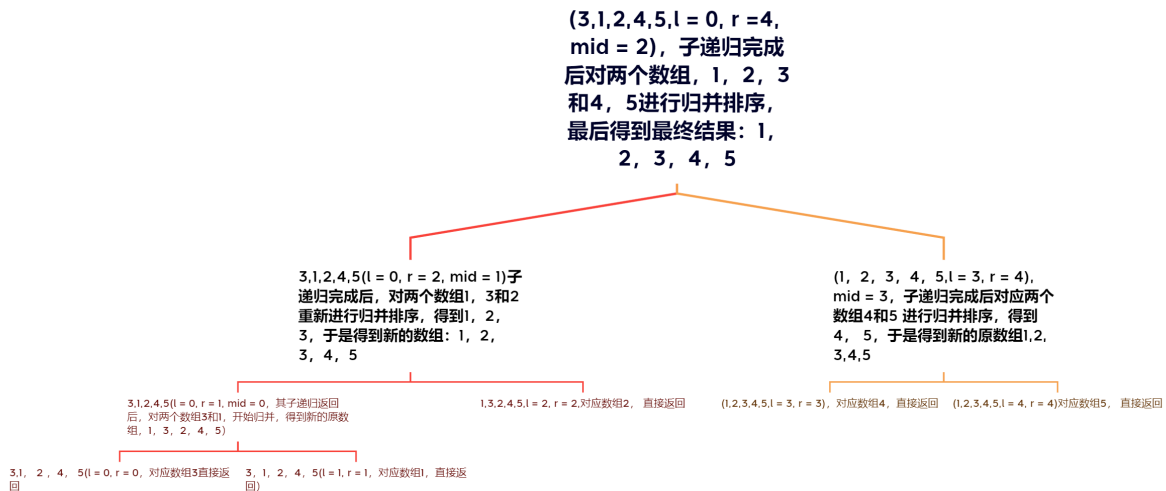 (3,1,2,4,5,l = 0, r =4,
mid = 2)，子递归完成
后对两个数组，1，2，3
和4，5进行归并排序，
最后得到最终结果：1，
2，3，4，5
3,1,2,4,5(l = 0, r = 2, mid = 1)子
递归完成后，对两个数组1，3和2
重新进行归并排序，得到1，2，
3，于是得到新的数组：1，2，
3，4，5
(1，2，3，4，5,l = 3, r = 4),
mid = 3，子递归完成后对应两个
数组4和5 进行归并排序，得到
4， 5，于是得到新的原数组1,2,
3,4,5
3,1,2,4,5(l = 0, r = 1, mid = 0，其子递归返回
后，对两个数组3和1，开始归并，得到新的原数
组，1，3，2，4，5）
1,3,2,4,5,l = 2, r = 2,对应数组2， 直接返回
(1,2,3,4,5,l = 3, r = 3)，对应数组4，直接返回
(1,2,3,4,5,l = 4, r = 4)对应数组5， 直接返回
3,1， 2 ，4， 5(l = 0, r = 0，对应数组3直接返
回
3，1，2，4，5(l = 1, r = 1，对应数组1，直接返
回）